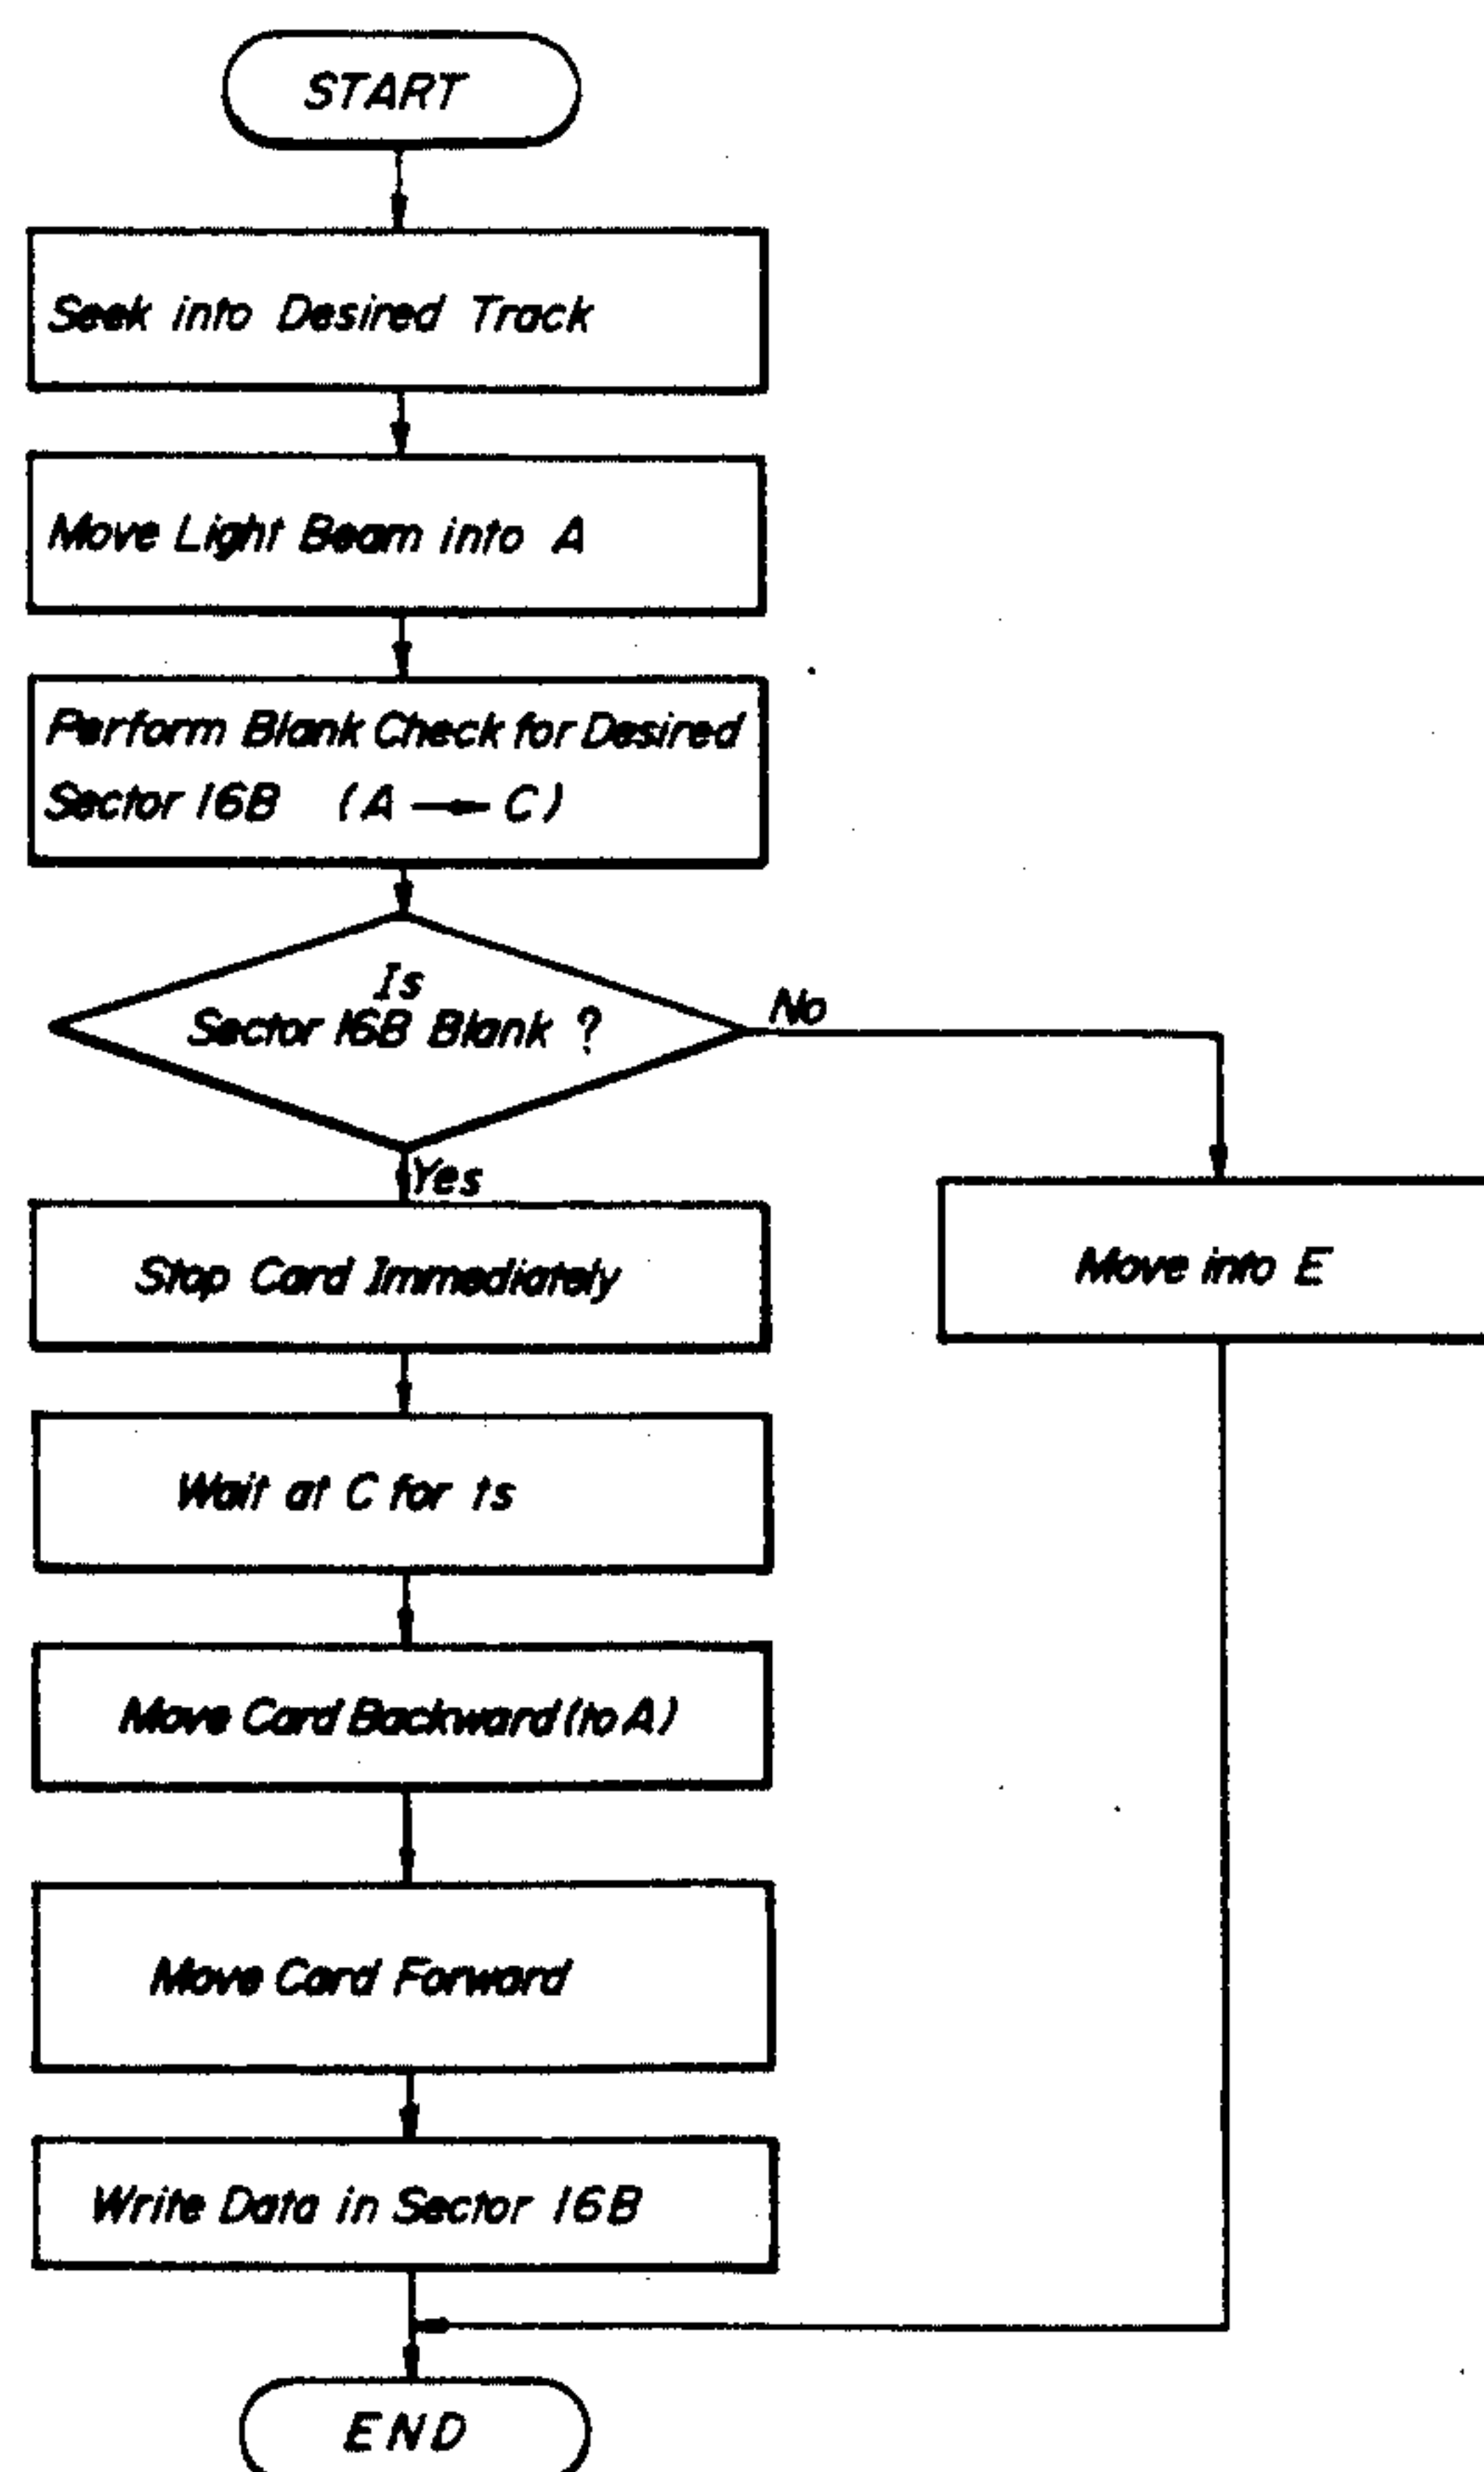 START
Seek into Desired Track
Move Light Beam into A
Perform Blank Check for Desired
Sector 16B (A → C)
Is
Sector 16B Blank ?
No
Yes
Stop Card Immediately
Move into E
Wait at C for ts
Move Card Backward (to A)
Move Card Forward
Write Data in Sector 16B
END